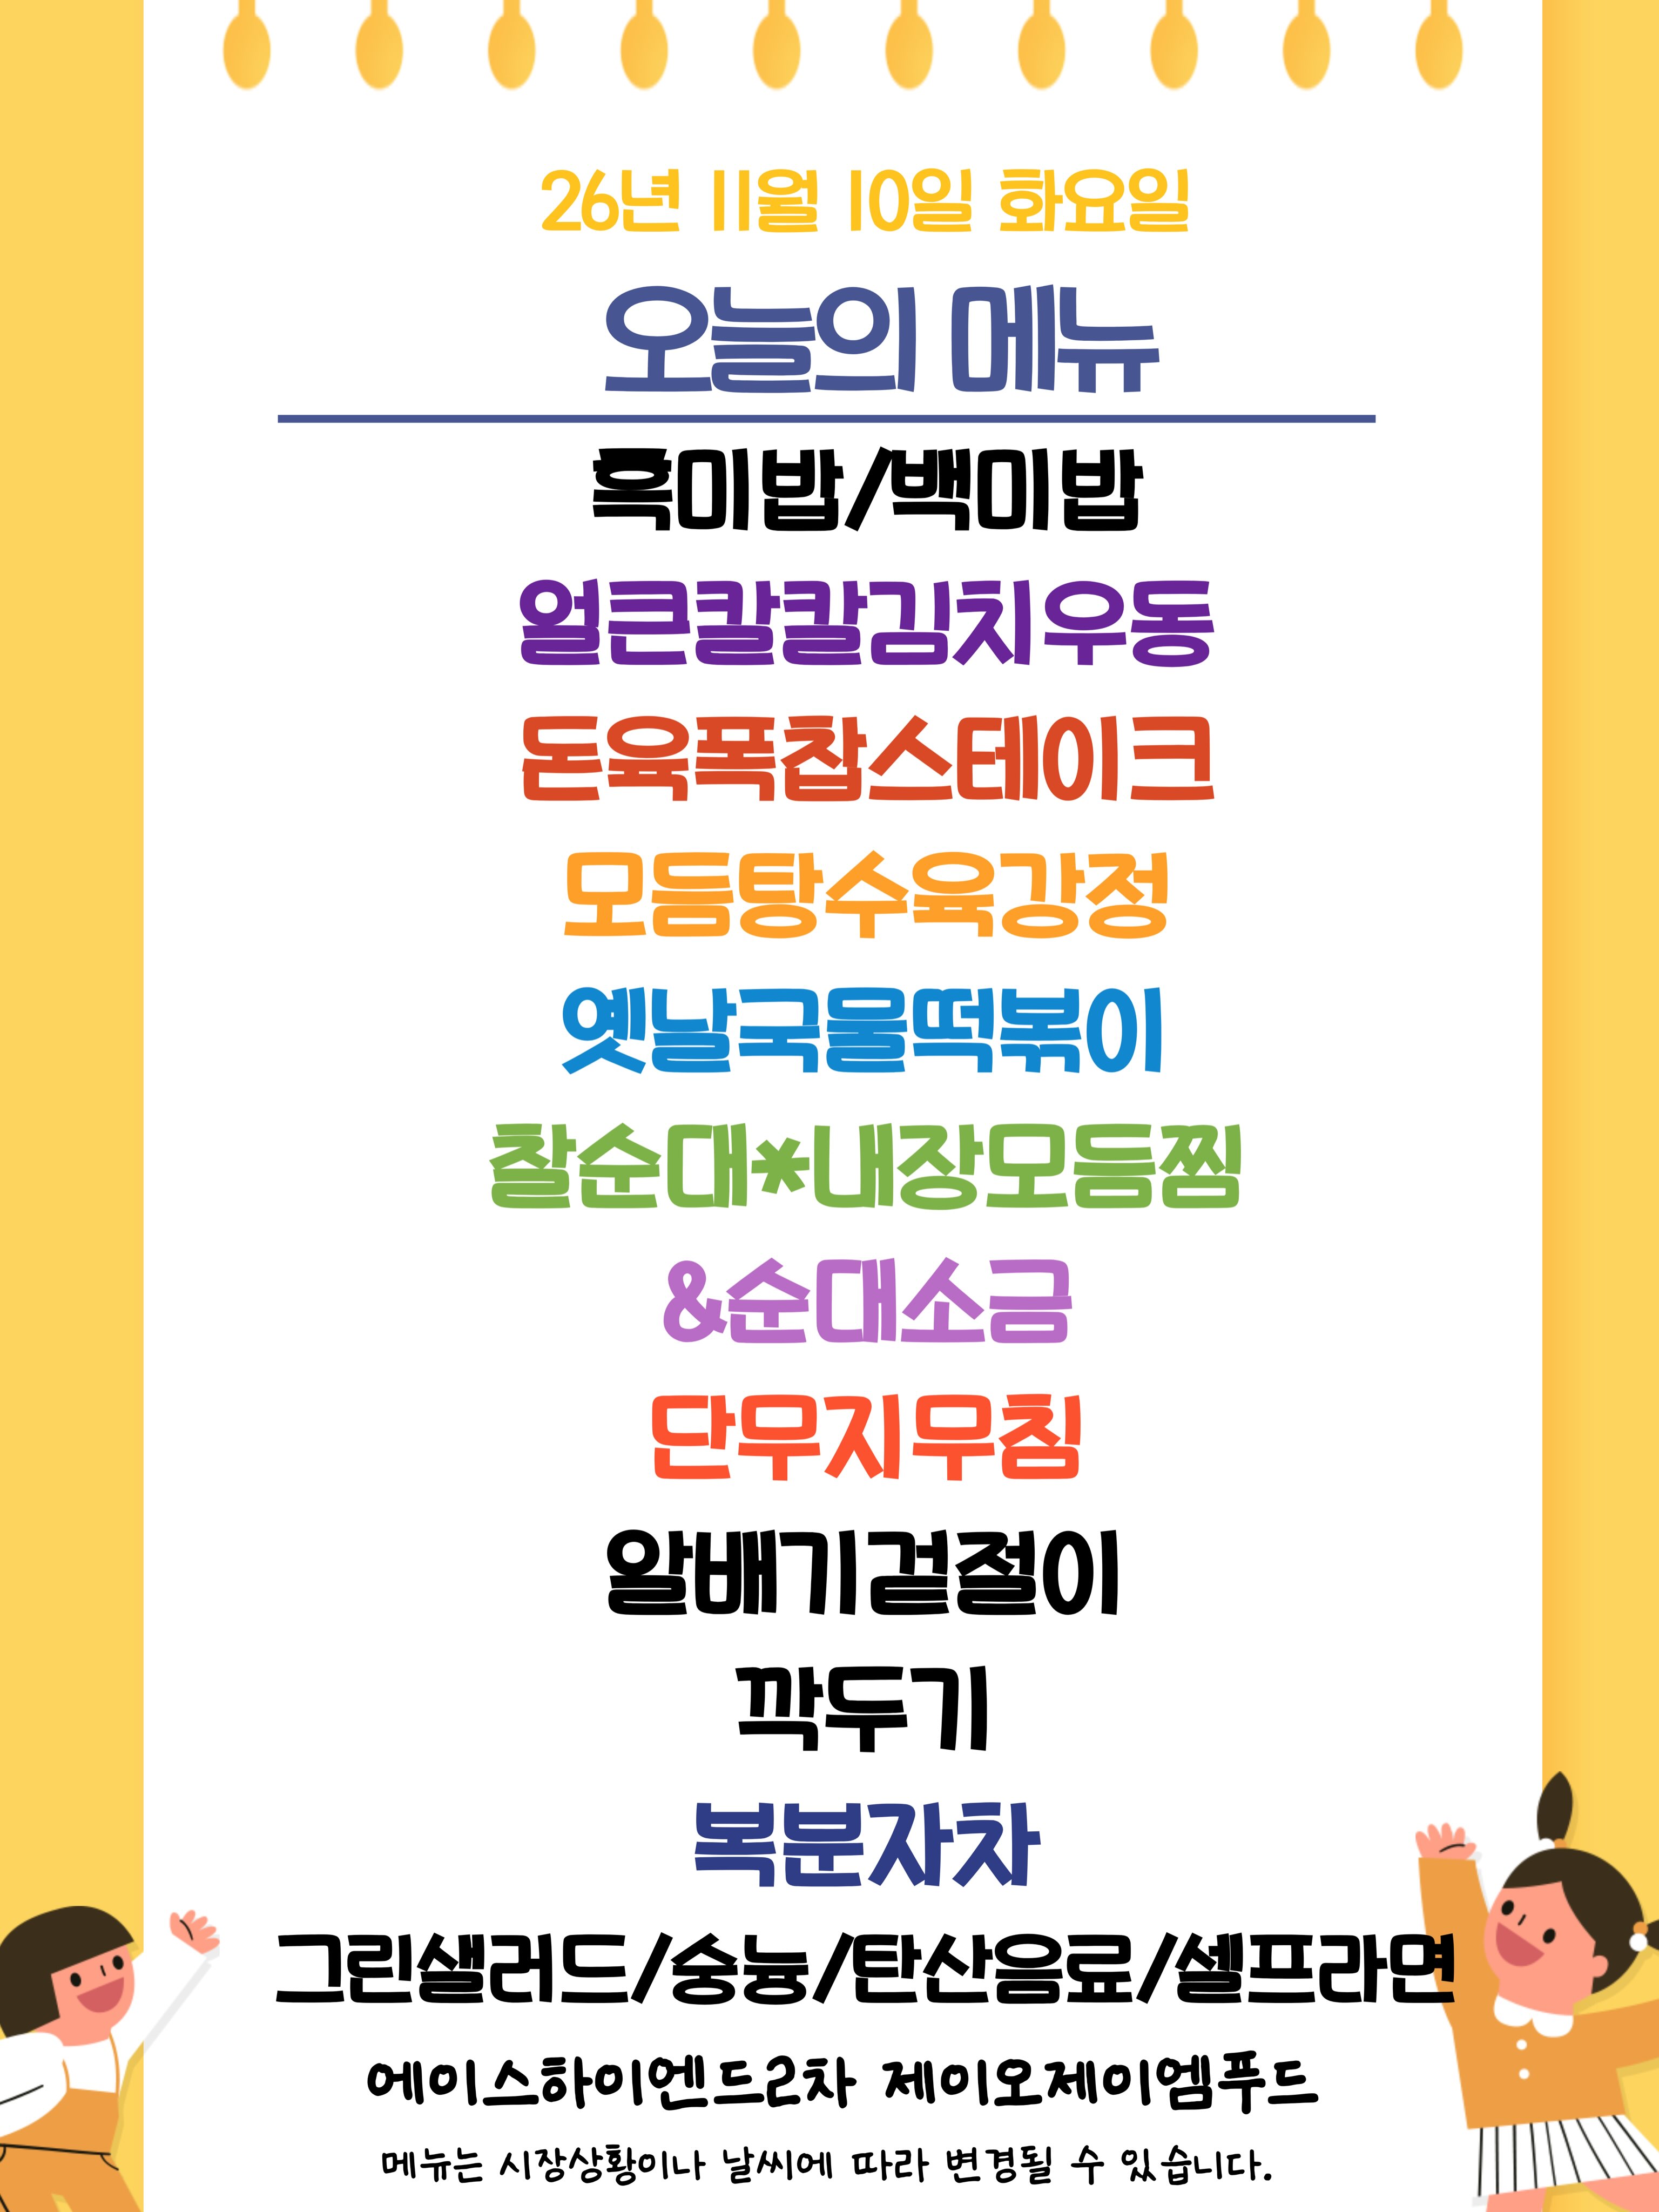 26년 11월 10일 화요일
오늘의 메뉴
흑미밥/백미밥
얼큰칼칼김치우동
돈육폭찹스테이크
모듬탕수육강정
옛날국물떡볶이
찰순대*내장모듬찜
&순대소금
단무지무침
알배기겉절이
깍두기
복분자차
그린샐러드/숭늉/탄산음료/셀프라면
에이스하이엔드2차 제이오제이엠푸드
메뉴는 시장상황이나 날씨에 따라 변경될 수 있습니다.